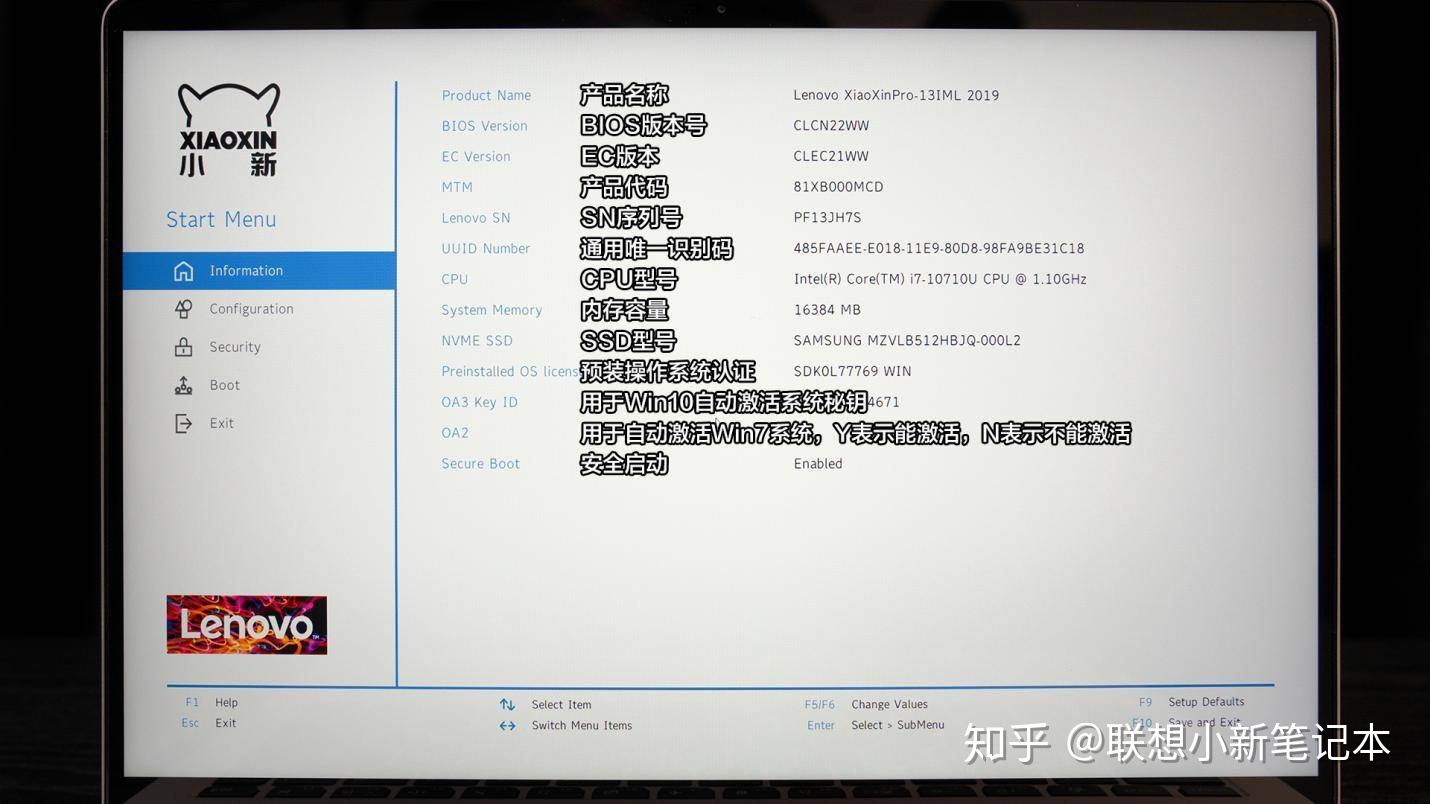 XIAOXIN
小新
Start Menu
Information
Configuration
Security
Boot
Exit
Lenovo™
Product Name 产品名称 Lenovo XiaoXinPro-13IML 2019
BIOS Version BIOS版本号 CLCN22WW
EC Version EC版本 CLEC21WW
MTM 产品代码 81XB000MCD
Lenovo SN SN序列号 PF13JH7S
UUID Number 通用唯一识别码 485FAAEE-E018-11E9-80D8-98FA9BE31C18
CPU CPU型号 Intel(R) Core(TM) i7-10710U CPU @ 1.10GHz
System Memory 内存容量 16384 MB
NVME SSD SSD型号 SAMSUNG MZVLB512HBJQ-000L2
Preinstalled OS licens 预装操作系统认证 SDK0L77769 WIN
OA3 Key ID 用于Win10自动激活系统秘钥 4671
OA2 用于自动激活Win7系统，Y表示能激活，N表示不能激活
Secure Boot 安全启动 Enabled
F1 Help Select Item F5/F6 Change Values F9 Setup Defaults
Esc Exit Switch Menu Items Enter Select > SubMenu F10 Save and Exit
知乎 @联想小新笔记本